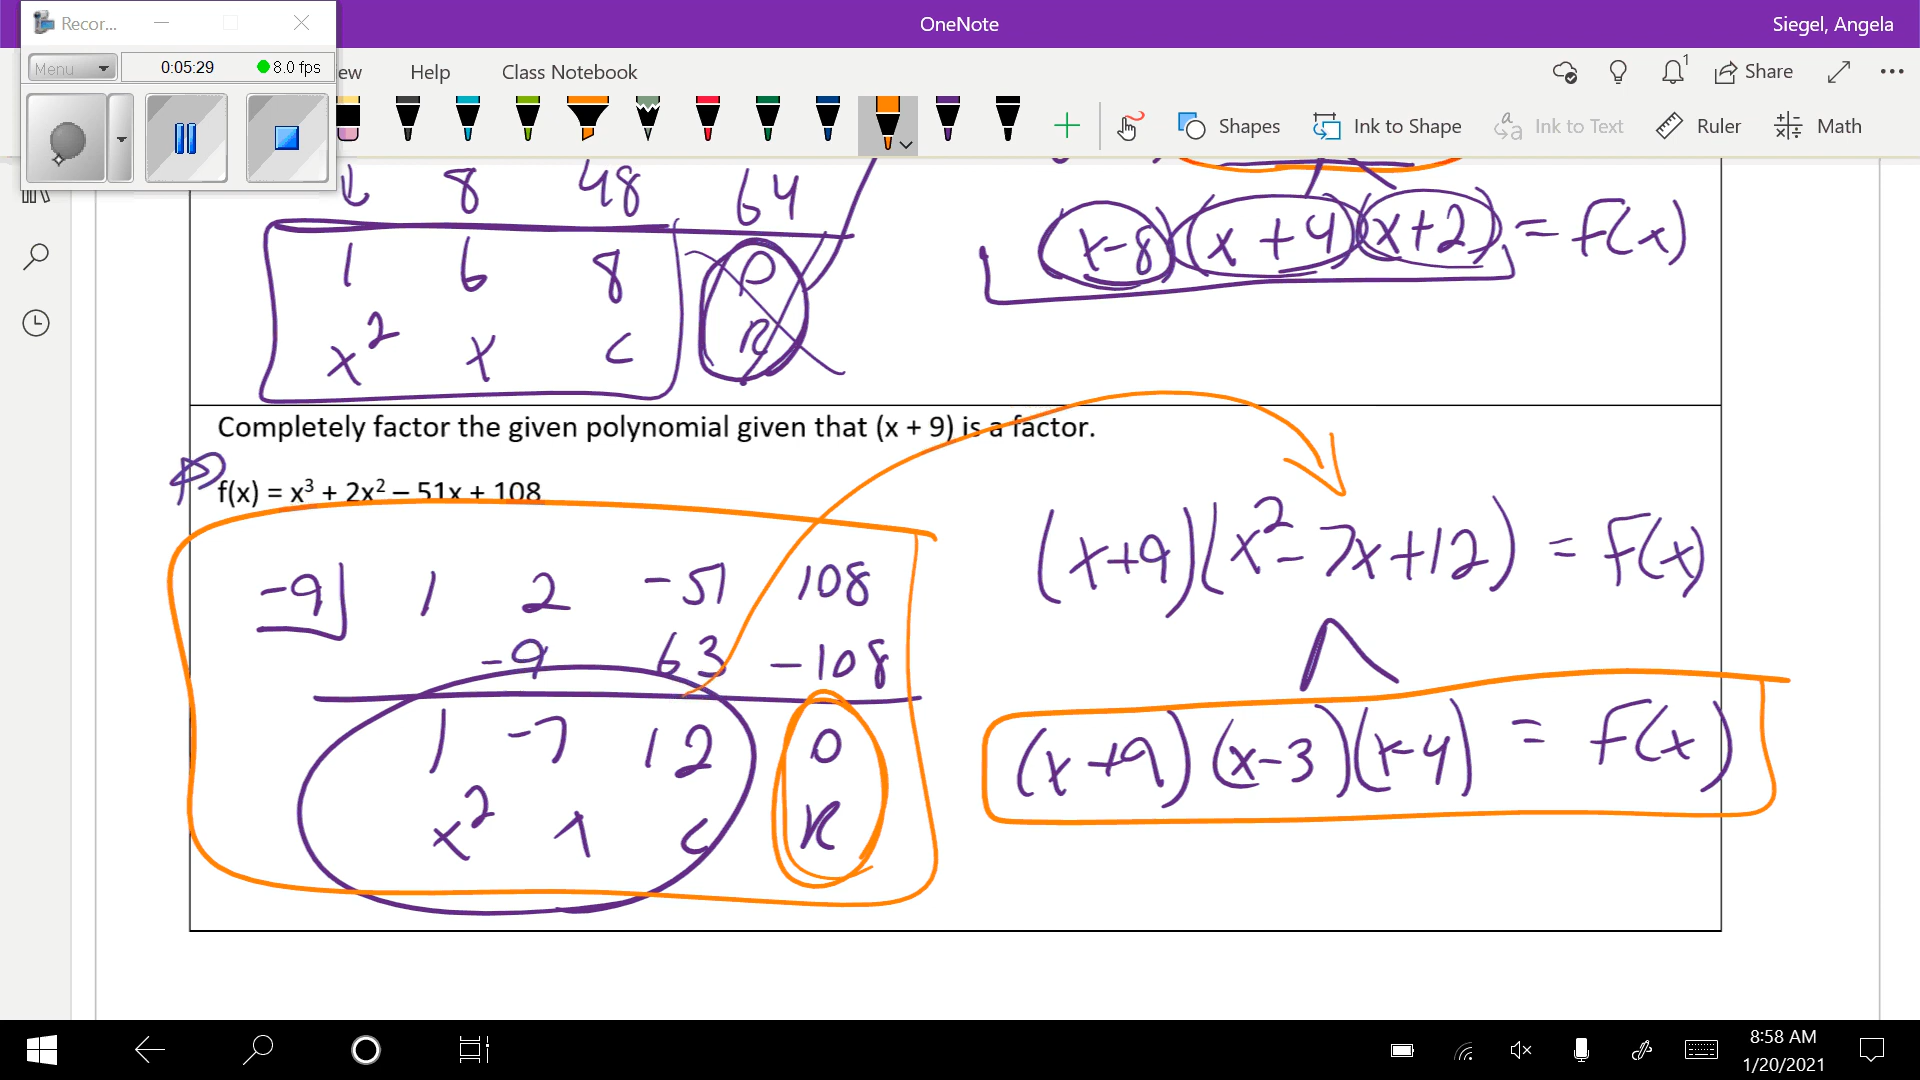 Recor...
OneNote
Siegel, Angela
Menu
0:05:29
8.0 fps
ew
Help
Class Notebook
1
Share
Shapes
Ink to Shape
Ink to Text
Ruler
Math
8 48 64
1 6 8 0
x² x c R
(x-8)(x+4)(x+2) = f(x)
Completely factor the given polynomial given that (x + 9) is a factor.
f(x) = x³ + 2x² – 51x + 108
-9 1 2 -51 108
-9 63 -108
1 -7 12 0
x² x c R
(x+9)(x²-7x+12) = f(x)
(x+9)(x-3)(x-4) = f(x)
8:58 AM
1/20/2021